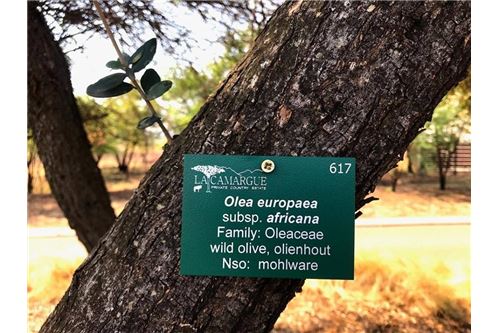 617
LA CAMARGUE
PRIVATE COUNTRY ESTATE
Olea europaea
subsp. africana
Family: Oleaceae
wild olive, olienhout
Nso: mohlware